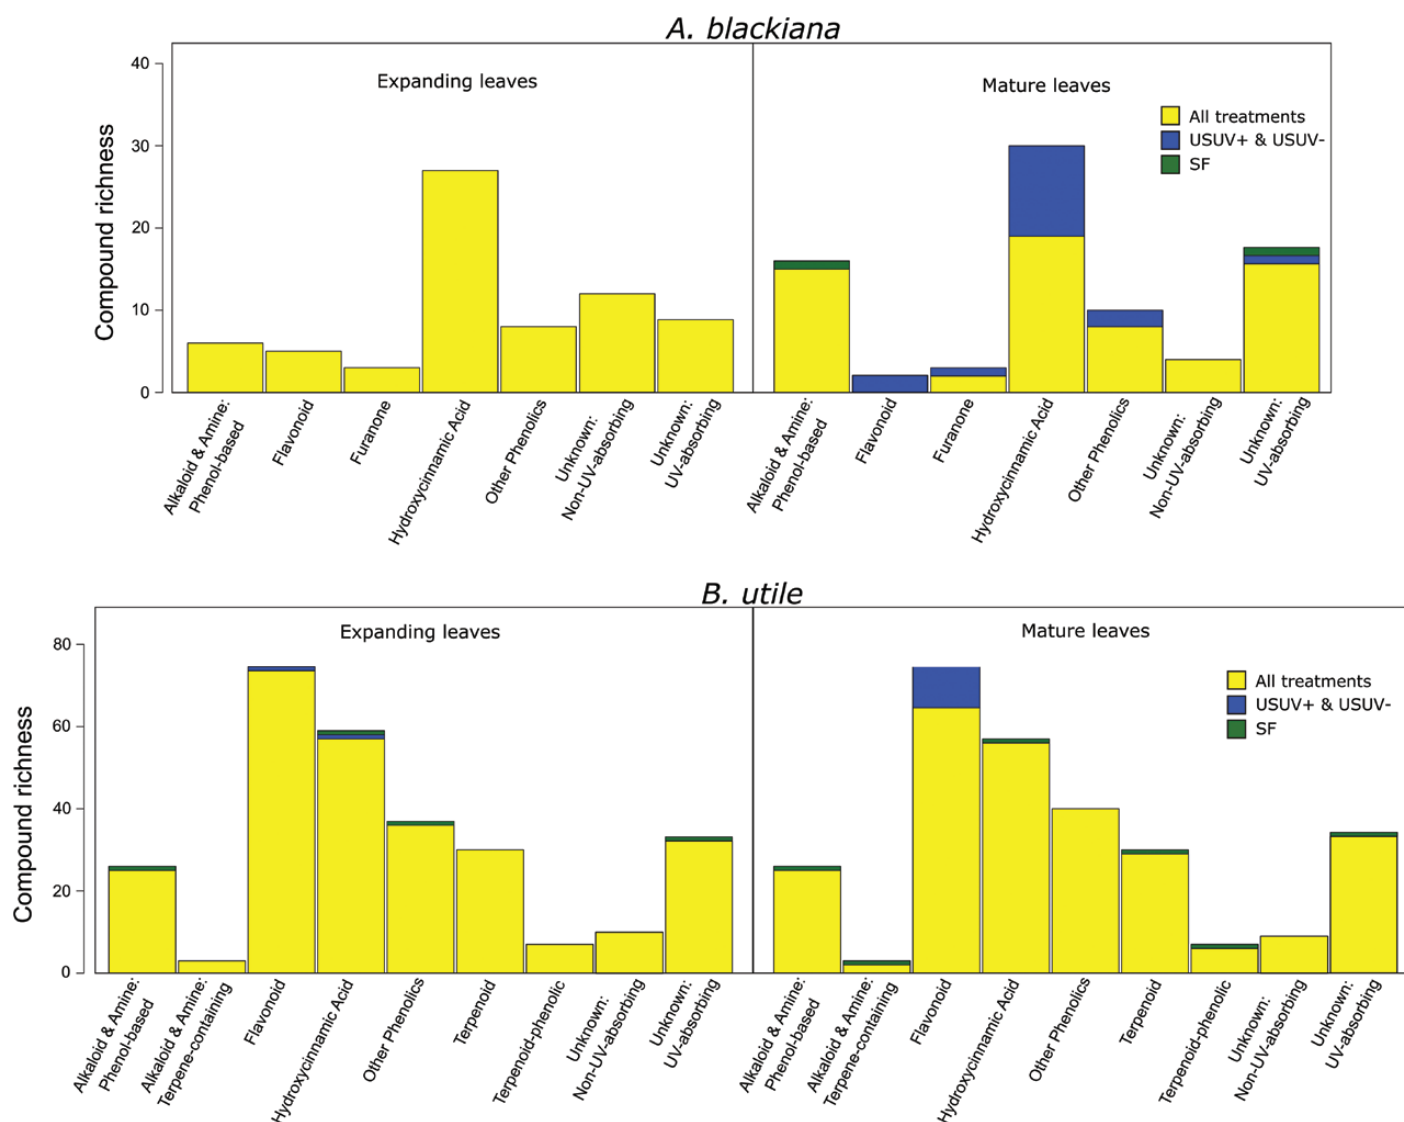 A. blackiana
Expanding leaves
Mature leaves
All treatments
USUV+ & USUV-
SF
Compound richness
40
30
20
10
0
Alkaloid & Amine:
Phenol-based
Flavonoid
Furanone
Hydroxycinnamic Acid
Other Phenolics
Unknown:
Non-UV-absorbing
Unknown:
UV-absorbing
Alkaloid & Amine:
Phenol-based
Flavonoid
Furanone
Hydroxycinnamic Acid
Other Phenolics
Unknown:
Non-UV-absorbing
Unknown:
UV-absorbing
B. utile
Expanding leaves
Mature leaves
All treatments
USUV+ & USUV-
SF
Compound richness
80
60
40
20
0
Alkaloid & Amine:
Phenol-based
Alkaloid & Amine:
Terpene-containing
Flavonoid
Hydroxycinnamic Acid
Other Phenolics
Terpenoid
Terpenoid-phenolic
Unknown:
Non-UV-absorbing
Unknown:
UV-absorbing
Alkaloid & Amine:
Phenol-based
Alkaloid & Amine:
Terpene-containing
Flavonoid
Hydroxycinnamic Acid
Other Phenolics
Terpenoid
Terpenoid-phenolic
Unknown:
Non-UV-absorbing
Unknown:
UV-absorbing